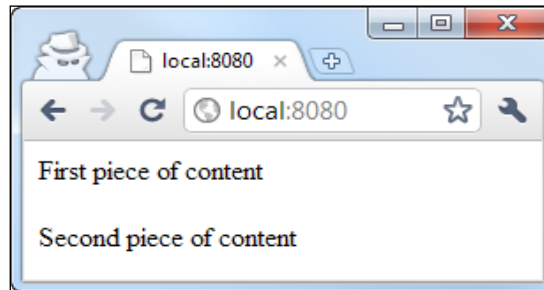 local:8080
local:8080
First piece of content
Second piece of content